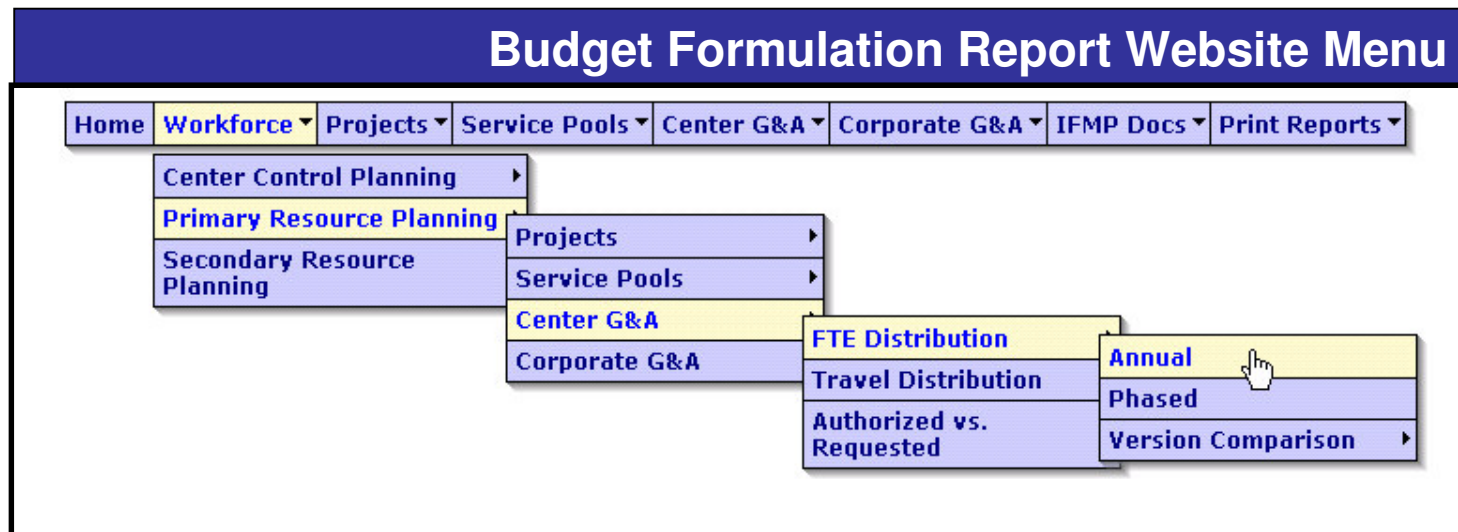 Budget Formulation Report Website Menu
Home Workforce Projects Service Pools Center G&A Corporate G&A IFMP Docs Print Reports
Center Control Planning
Primary Resource Planning
Secondary Resource
Planning
Projects
Service Pools
Center G&A
Corporate G&A
FTE Distribution
Travel Distribution
Authorized vs.
Requested
Annual
Phased
Version Comparison